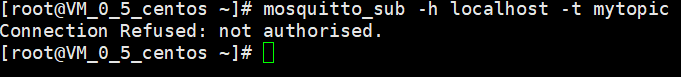 [root@VM_0_5_centos ~]# mosquitto_sub -h localhost -t mytopic
Connection Refused: not authorised.
[root@VM_0_5_centos ~]#